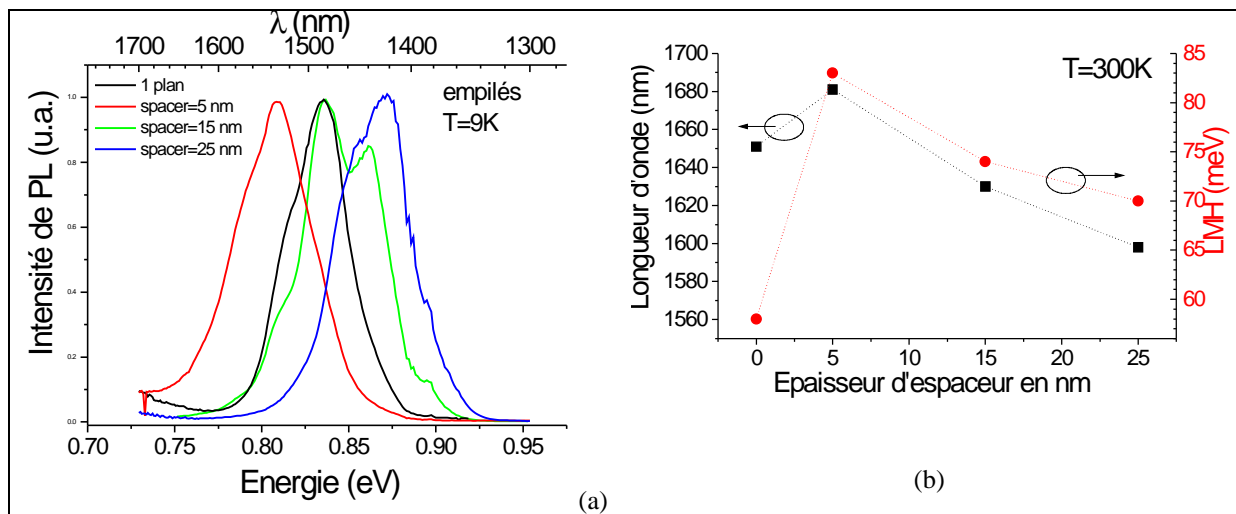 λ (nm)
1700 1600 1500 1400 1300
1 plan
spacer=5 nm
spacer=15 nm
spacer=25 nm
empilés
T=9K
Intensité de PL (u.a.)
1.0
0.8
0.6
0.4
0.2
0.0
0.70 0.75 0.80 0.85 0.90 0.95
Energie (eV)
(a)
T=300K
Longueur d'onde (nm)
1700
1680
1660
1640
1620
1600
1580
1560
85
80
75
70
65
60
LMH (meV)
0 5 10 15 20 25
Epaisseur d'espaceur en nm
(b)